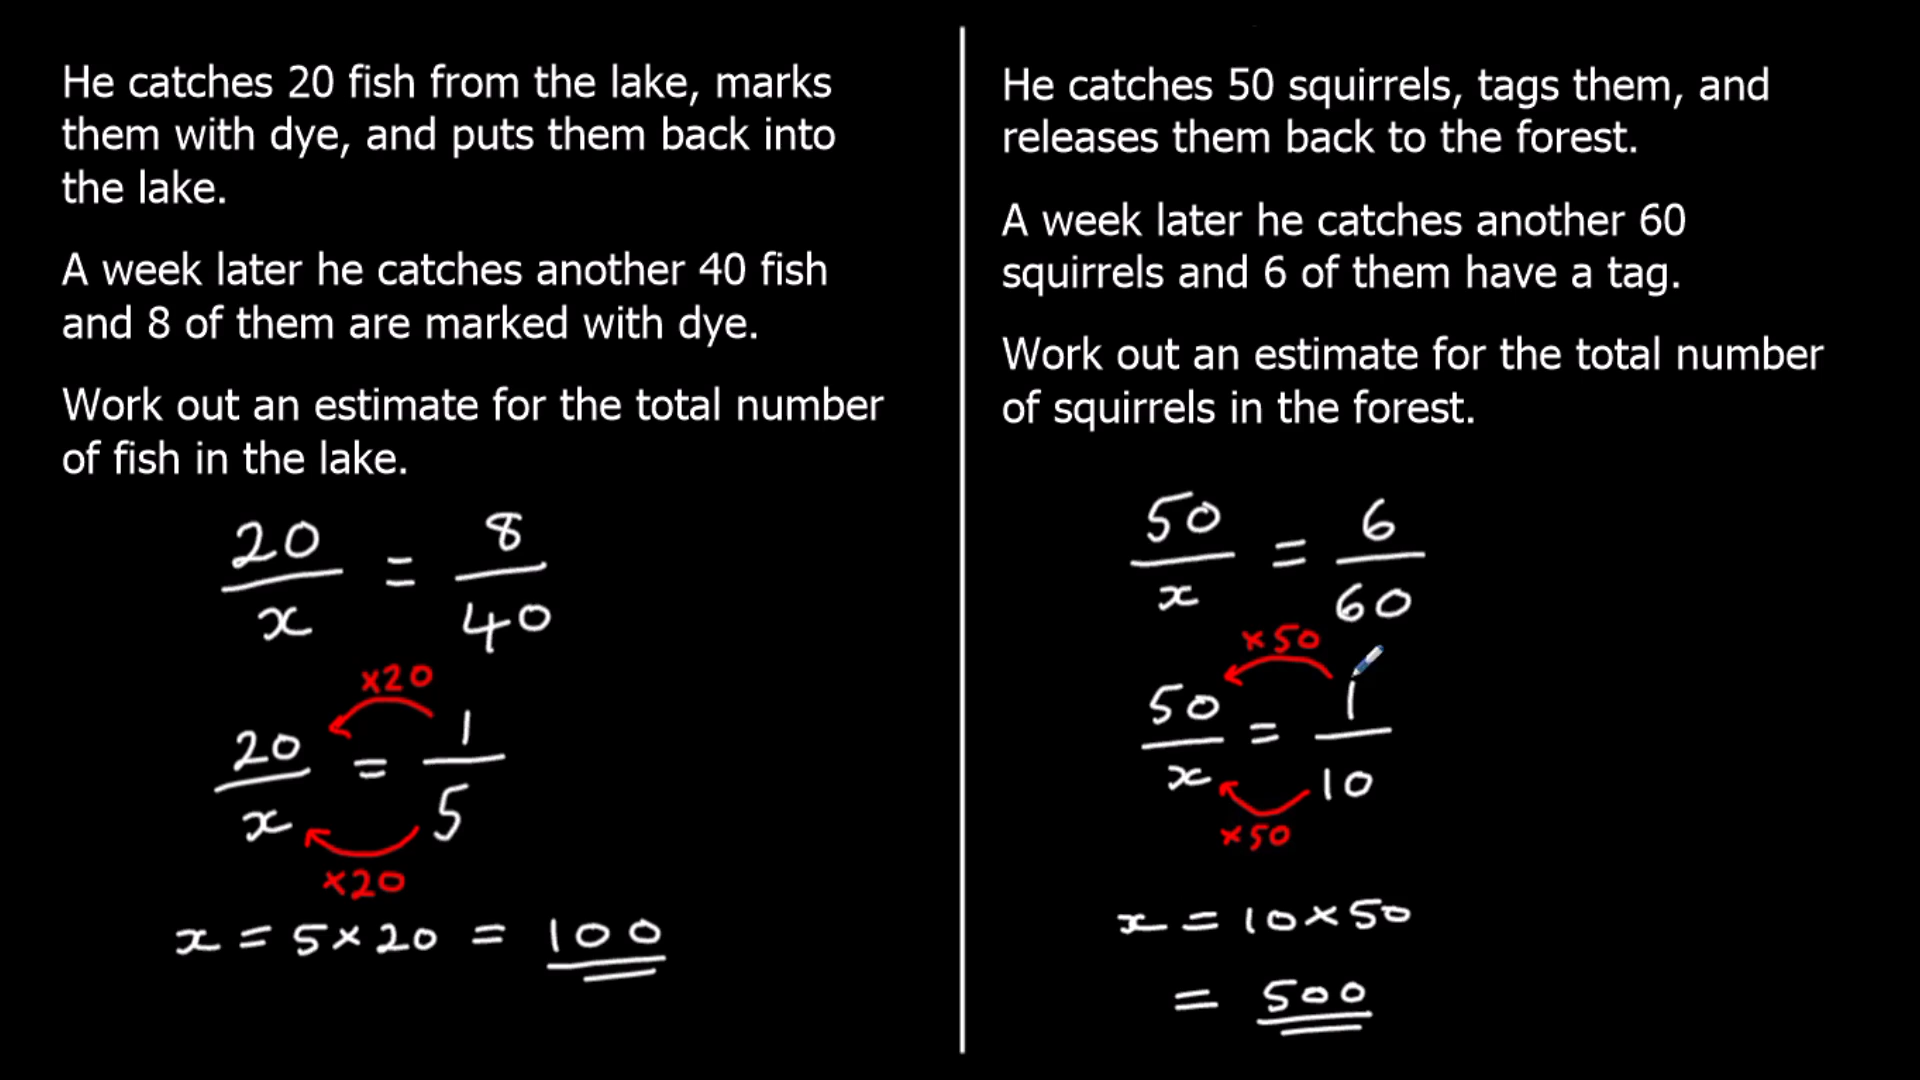 He catches 20 fish from the lake, marks
them with dye, and puts them back into
the lake.
A week later he catches another 40 fish
and 8 of them are marked with dye.
Work out an estimate for the total number
of fish in the lake.
20/x = 8/40
×20
20/x = 1/5
×20
x = 5 × 20 = 100
He catches 50 squirrels, tags them, and
releases them back to the forest.
A week later he catches another 60
squirrels and 6 of them have a tag.
Work out an estimate for the total number
of squirrels in the forest.
50/x = 6/60
×50
50/x = 1/10
×50
x = 10 × 50
= 500